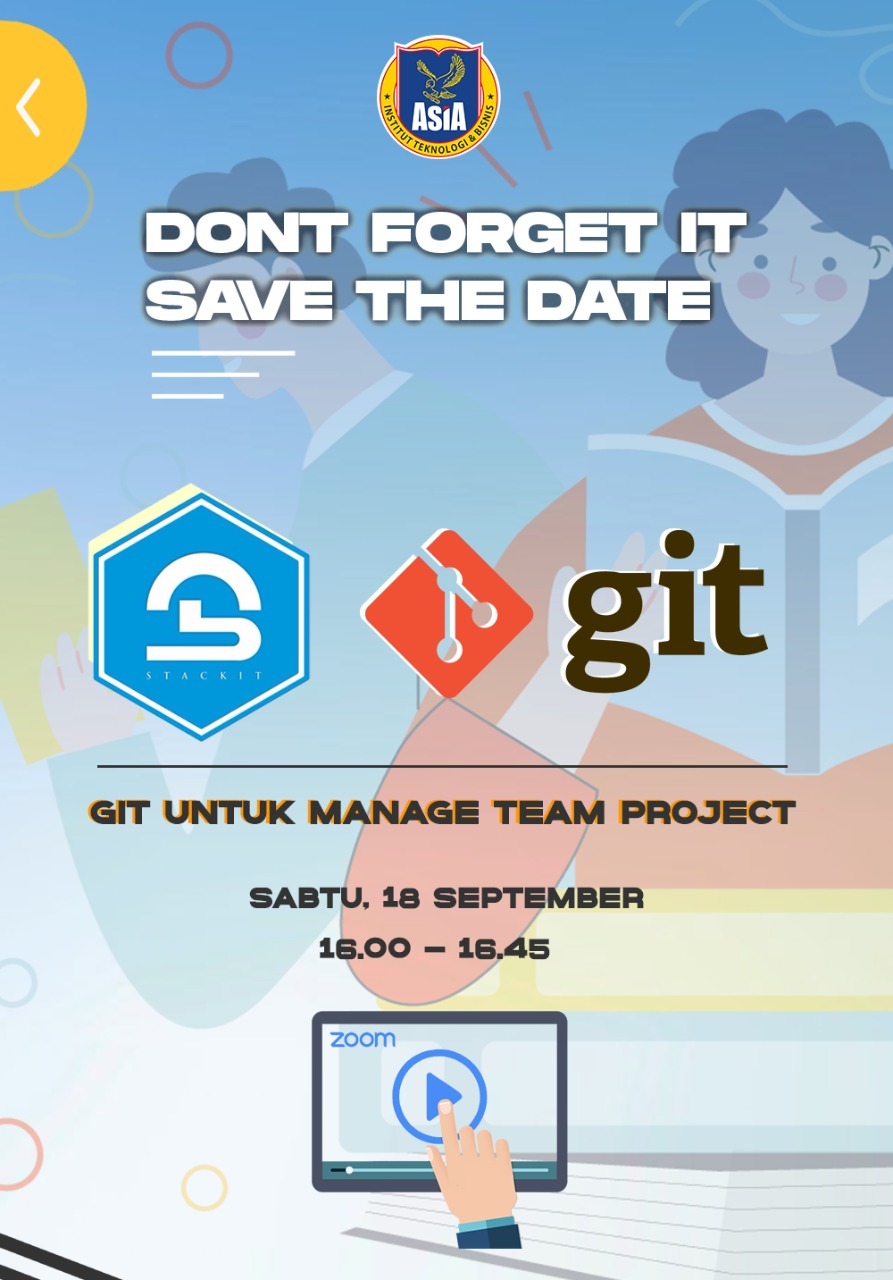 ASIA
INSTITUT TEKNOLOGI & BISNIS
DONT FORGET IT
SAVE THE DATE
STACKIT
git
GIT UNTUK MANAGE TEAM PROJECT
SABTU, 18 SEPTEMBER
16.00 – 16.45
zoom